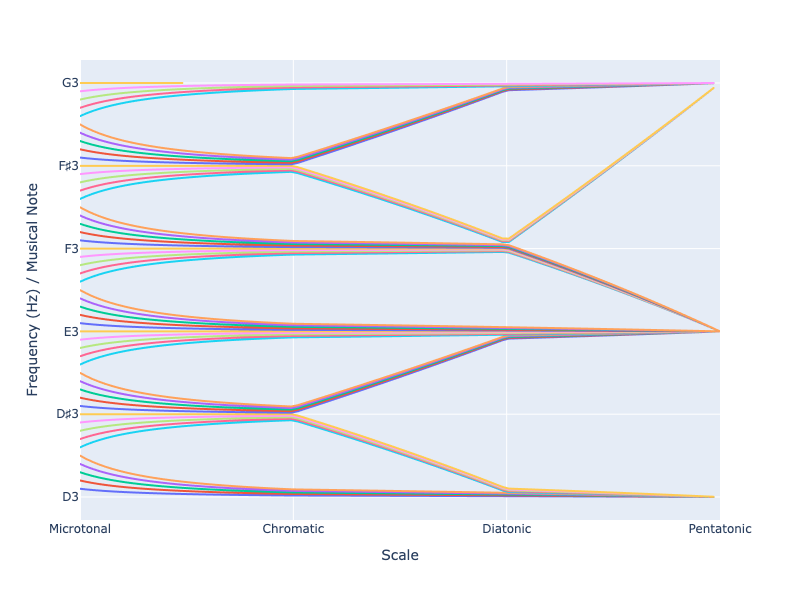 Frequency (Hz) / Musical Note
G3
F♯3
F3
E3
D♯3
D3
Microtonal
Chromatic
Diatonic
Pentatonic
Scale